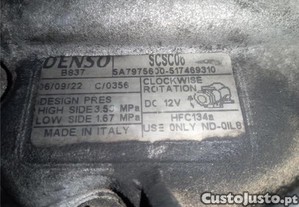 DENSO SCSC06
B837 5A7975600-517469310
06/09/22 C/0356 CLOCKWISE
ROTATION
DESIGN PRES DC 12V
HIGH SIDE 3.53 MPa
LOW SIDE 1.67 MPa HFC134a
MADE IN ITALY USE ONLY ND-OIL8
CustoJusto.pt